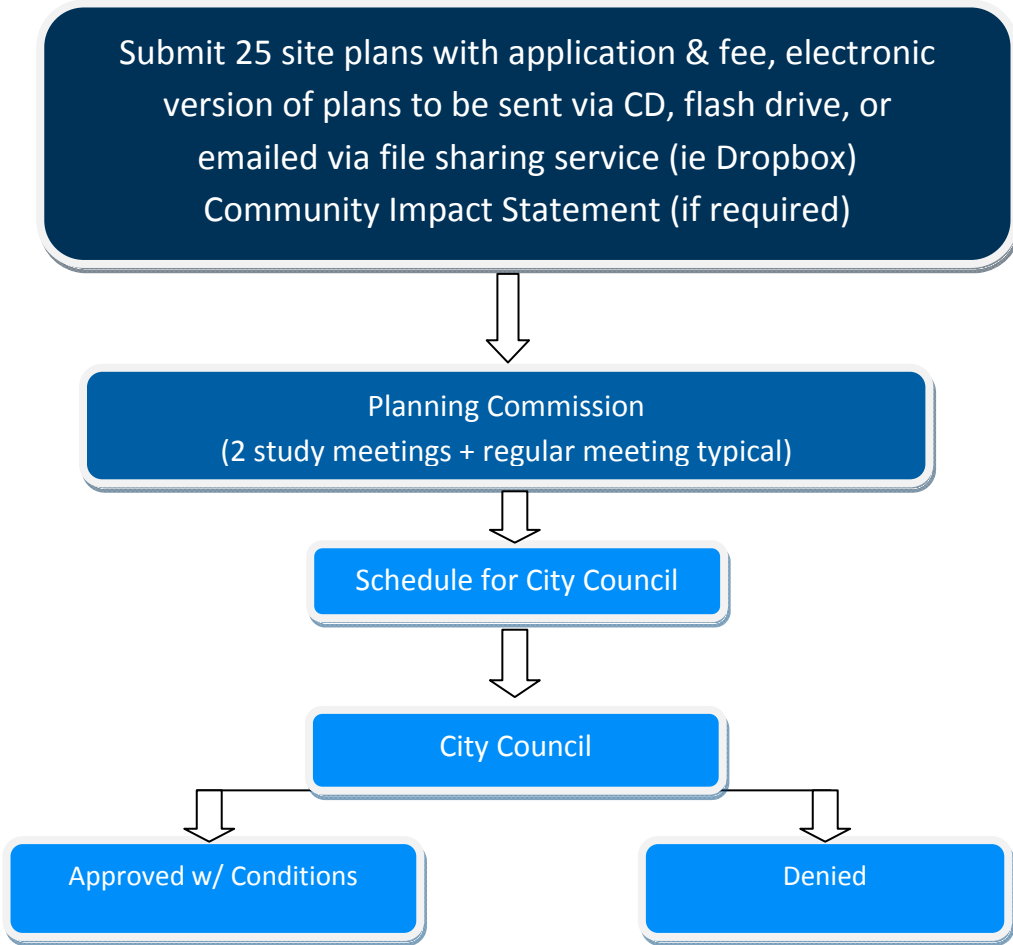 Submit 25 site plans with application & fee, electronic
version of plans to be sent via CD, flash drive, or
emailed via file sharing service (ie Dropbox)
Community Impact Statement (if required)
Planning Commission
(2 study meetings + regular meeting typical)
Schedule for City Council
City Council
Approved w/ Conditions
Denied